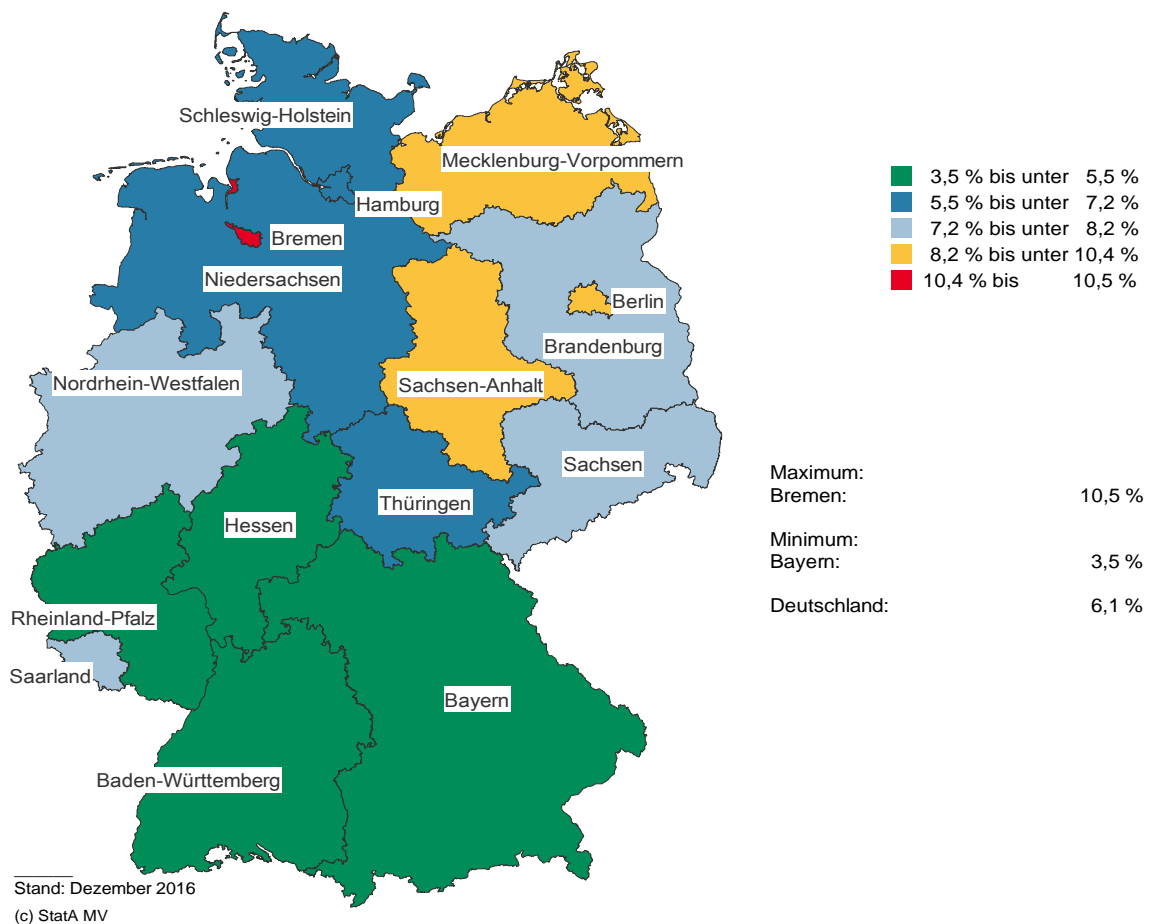 Schleswig-Holstein
Mecklenburg-Vorpommern
Hamburg
Bremen
Niedersachsen
Berlin
Brandenburg
Nordrhein-Westfalen
Sachsen-Anhalt
Sachsen
Thüringen
Hessen
Rheinland-Pfalz
Saarland
Bayern
Baden-Württemberg
3,5 % bis unter 5,5 %
5,5 % bis unter 7,2 %
7,2 % bis unter 8,2 %
8,2 % bis unter 10,4 %
10,4 % bis 10,5 %
Maximum:
Bremen: 10,5 %
Minimum:
Bayern: 3,5 %
Deutschland: 6,1 %
Stand: Dezember 2016
(c) StatA MV